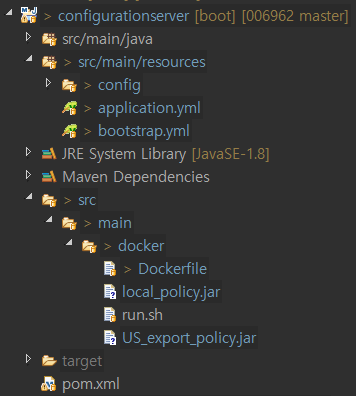 > configurationserver [boot] [006962 master]
src/main/java
> src/main/resources
> config
> application.yml
> bootstrap.yml
JRE System Library [JavaSE-1.8]
Maven Dependencies
> src
> main
> docker
> Dockerfile
local_policy.jar
run.sh
US_export_policy.jar
target
pom.xml